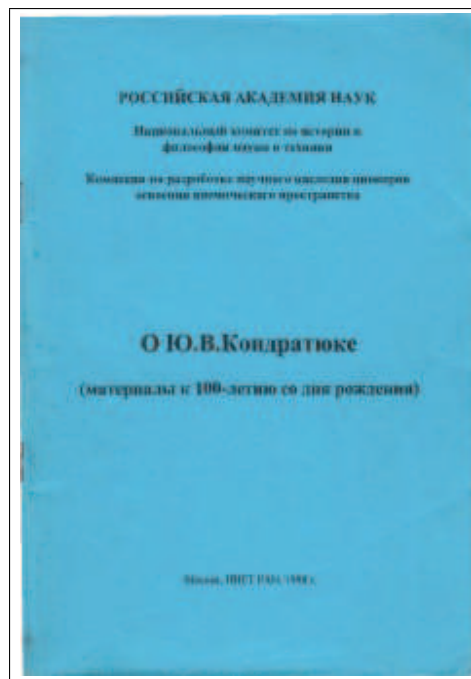 РОССИЙСКАЯ АКАДЕМИЯ НАУК
Национальный комитет по истории и
философии науки и техники
Комиссия по разработке научного наследия пионеров
освоения космического пространства
О Ю.В.Кондратюке
(материалы к 100-летию со дня рождения)
Москва, ИИЕТ РАН, 1998 г.